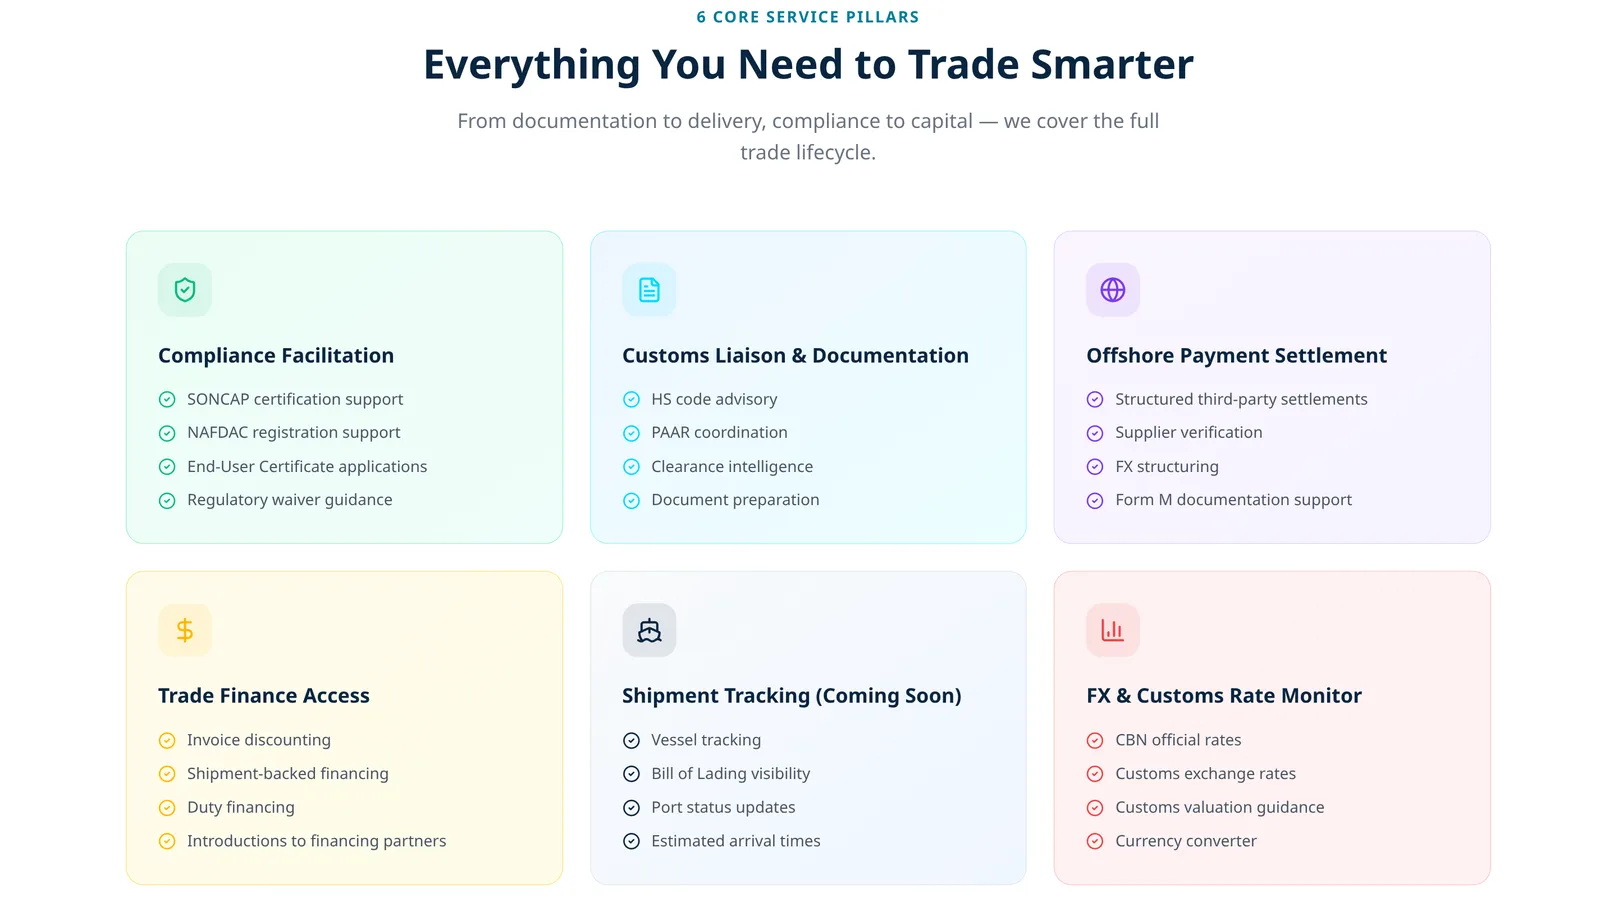 6 CORE SERVICE PILLARS
Everything You Need to Trade Smarter
From documentation to delivery, compliance to capital — we cover the full
trade lifecycle.
Compliance Facilitation
SONCAP certification support
NAFDAC registration support
End-User Certificate applications
Regulatory waiver guidance
Customs Liaison & Documentation
HS code advisory
PAAR coordination
Clearance intelligence
Document preparation
Offshore Payment Settlement
Structured third-party settlements
Supplier verification
FX structuring
Form M documentation support
Trade Finance Access
Invoice discounting
Shipment-backed financing
Duty financing
Introductions to financing partners
Shipment Tracking (Coming Soon)
Vessel tracking
Bill of Lading visibility
Port status updates
Estimated arrival times
FX & Customs Rate Monitor
CBN official rates
Customs exchange rates
Customs valuation guidance
Currency converter